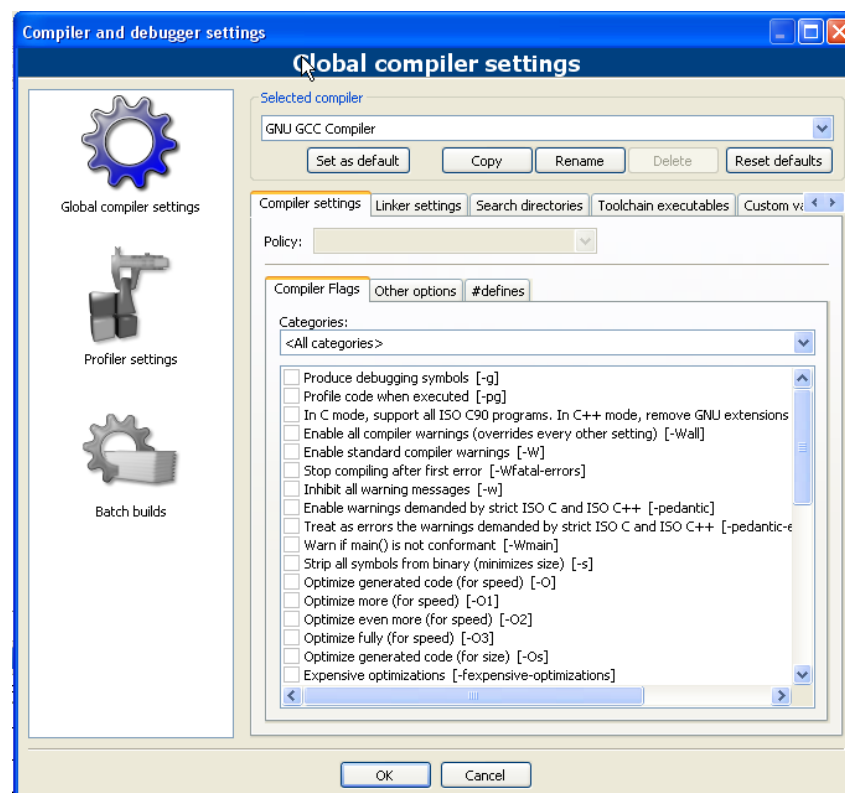 Compiler and debugger settings
Global compiler settings
Selected compiler
GNU GCC Compiler
Set as default Copy Rename Delete Reset defaults
Global compiler settings
Profiler settings
Batch builds
Compiler settings Linker settings Search directories Toolchain executables Custom va
Policy:
Compiler Flags Other options #defines
Categories:
<All categories>
Produce debugging symbols [-g]
Profile code when executed [-pg]
In C mode, support all ISO C90 programs. In C++ mode, remove GNU extensions
Enable all compiler warnings (overrides every other setting) [-Wall]
Enable standard compiler warnings [-W]
Stop compiling after first error [-Wfatal-errors]
Inhibit all warning messages [-w]
Enable warnings demanded by strict ISO C and ISO C++ [-pedantic]
Treat as errors the warnings demanded by strict ISO C and ISO C++ [-pedantic-e
Warn if main() is not conformant [-Wmain]
Strip all symbols from binary (minimizes size) [-s]
Optimize generated code (for speed) [-O]
Optimize more (for speed) [-O1]
Optimize even more (for speed) [-O2]
Optimize fully (for speed) [-O3]
Optimize generated code (for size) [-Os]
Expensive optimizations [-fexpensive-optimizations]
OK Cancel